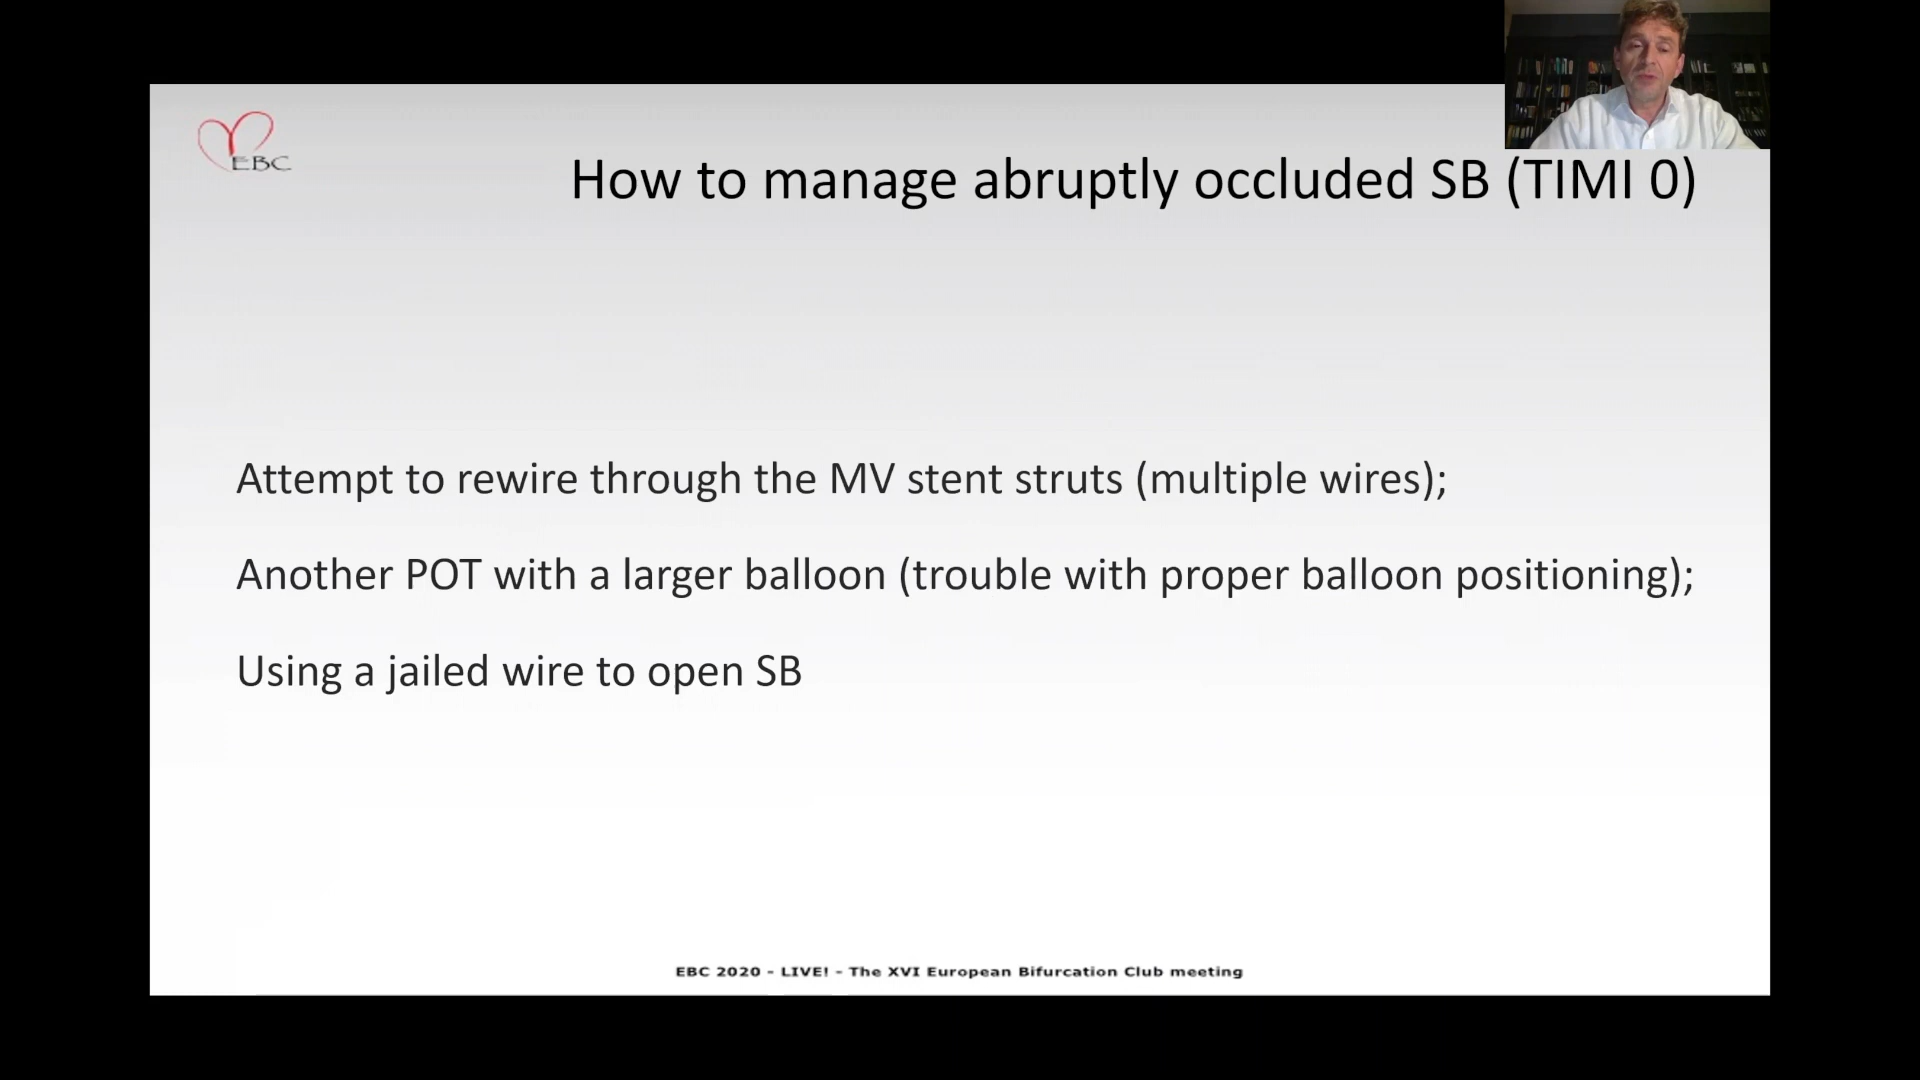 EBC
How to manage abruptly occluded SB (TIMI 0)
Attempt to rewire through the MV stent struts (multiple wires);
Another POT with a larger balloon (trouble with proper balloon positioning);
Using a jailed wire to open SB
EBC 2020 - LIVE! - The XVI European Bifurcation Club meeting